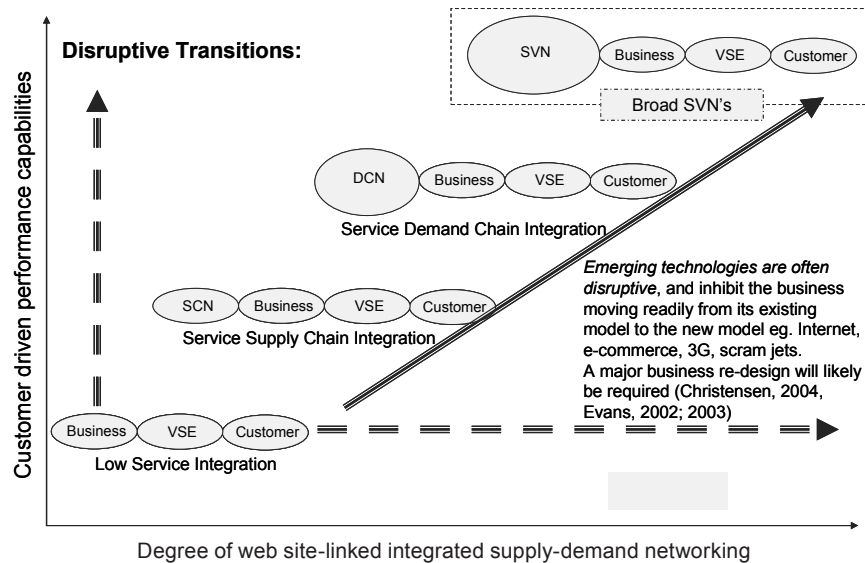 Disruptive Transitions:
SVN Business VSE Customer
Broad SVN's
DCN Business VSE Customer
Service Demand Chain Integration
Emerging technologies are often
disruptive, and inhibit the business
moving readily from its existing
model to the new model eg. Internet,
e-commerce, 3G, scram jets.
A major business re-design will likely
be required (Christensen, 2004,
Evans, 2002; 2003)
SCN Business VSE Customer
Service Supply Chain Integration
Business VSE Customer
Low Service Integration
Customer driven performance capabilities
Degree of web site-linked integrated supply-demand networking